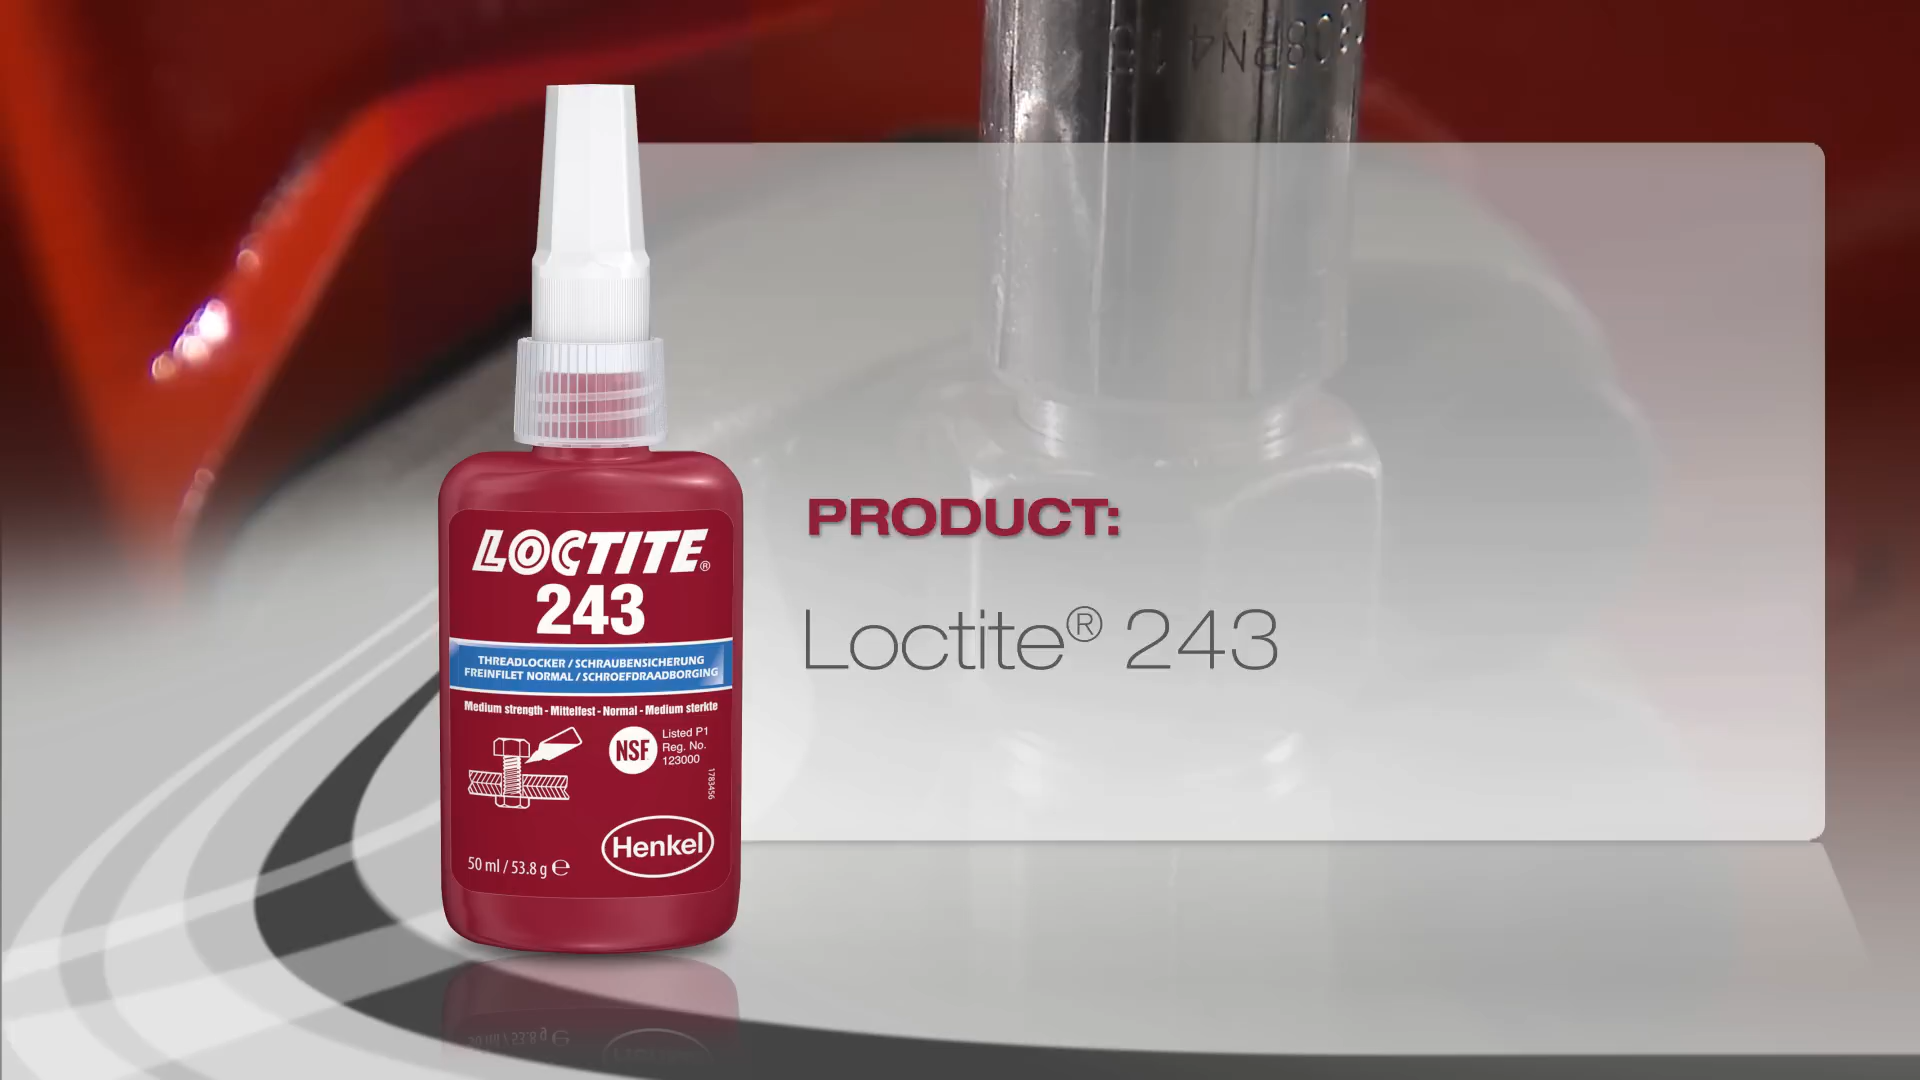 LOCTITE®
243
THREADLOCKER / SCHRAUBENSICHERUNG
FREINFILET NORMAL / SCHROEFDRAADBORGING
Medium strength - Mittelfest - Normal - Medium sterkte
NSF
Listed P1
Reg. No.
123000
1783456
Henkel
50 ml / 53.8 g ℮
PRODUCT:
Loctite® 243